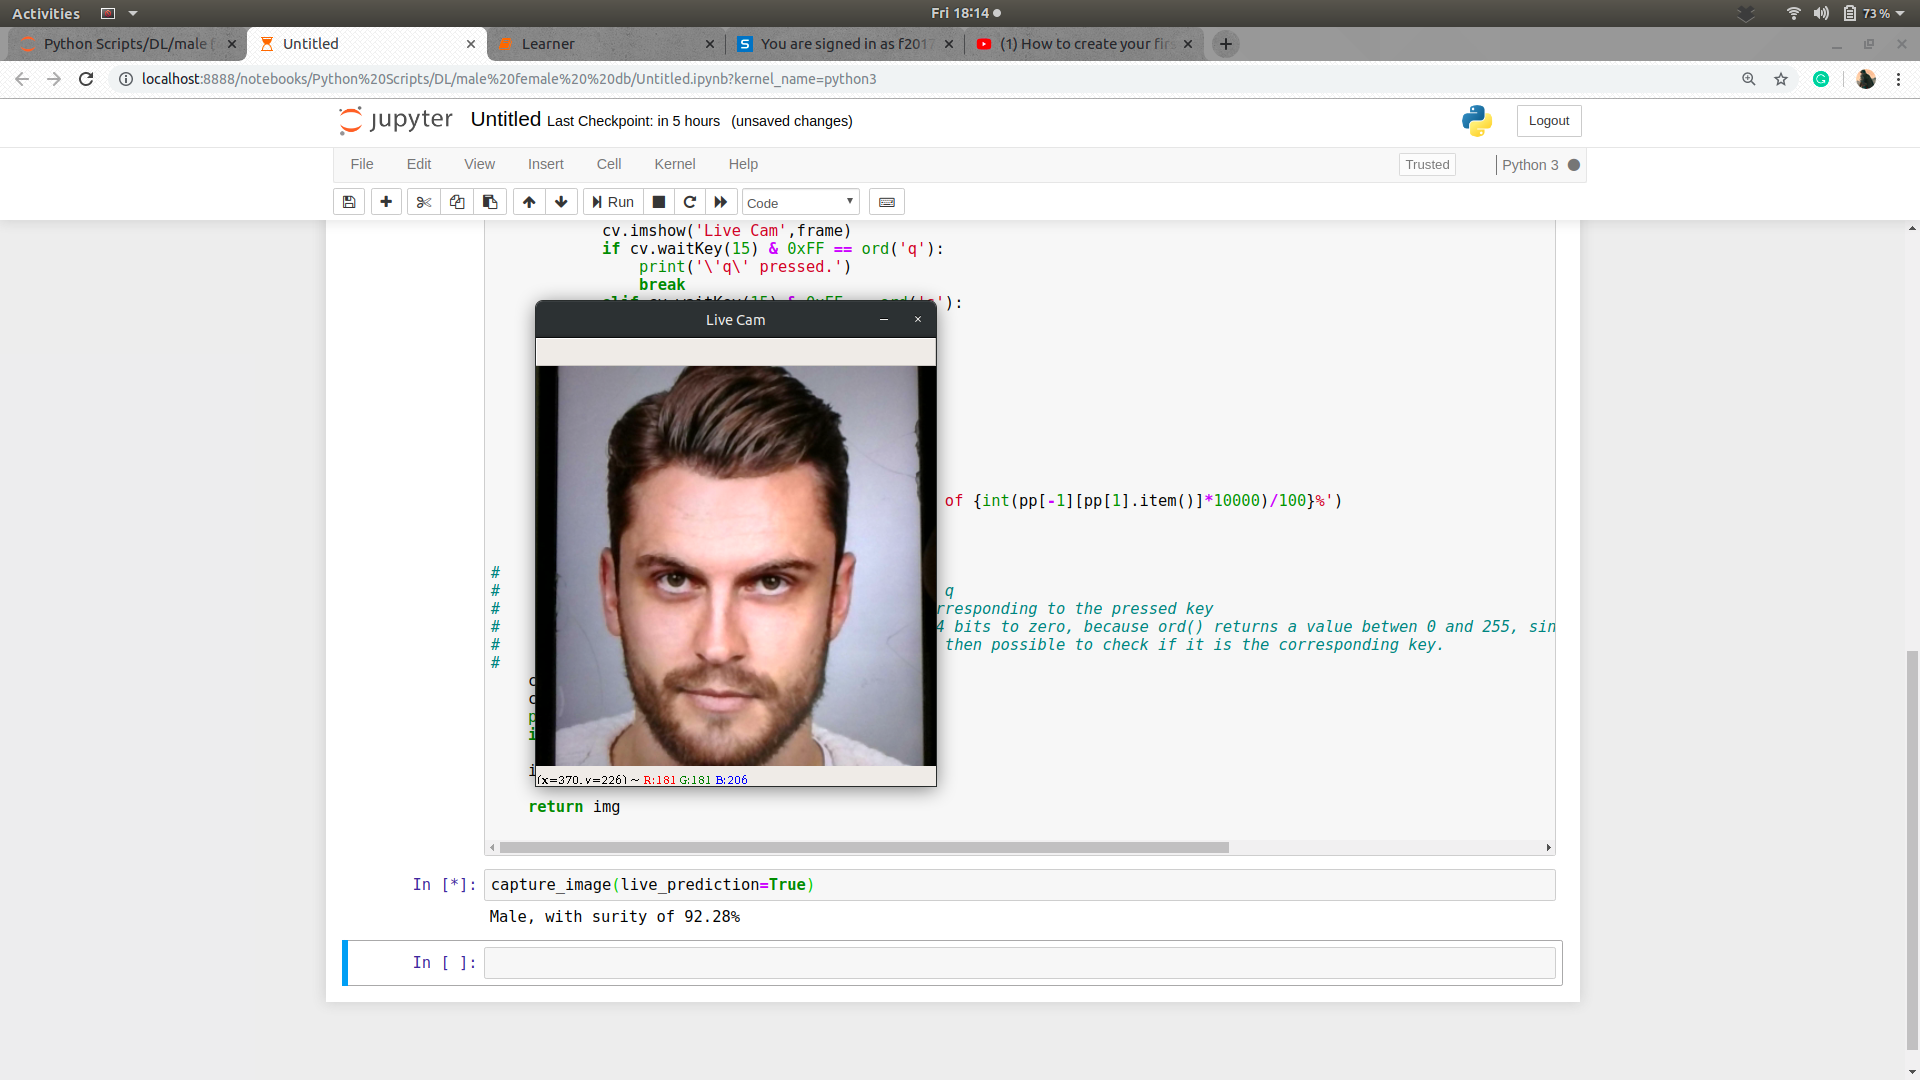 Activities
Fri 18:14
73 %
Python Scripts/DL/male f
Untitled
Learner
You are signed in as f2017
(1) How to create your firs
localhost:8888/notebooks/Python%20Scripts/DL/male%20female%20%20db/Untitled.ipynb?kernel_name=python3
jupyter Untitled Last Checkpoint: in 5 hours (unsaved changes)
Logout
File Edit View Insert Cell Kernel Help
Trusted
Python 3
Run
Code
cv.imshow('Live Cam',frame)
if cv.waitKey(15) & 0xFF == ord('q'):
print('\'q\' pressed.')
break
Live Cam
of {int(pp[-1][pp[1].item()]*10000)/100}%')
#
# q
# rresponding to the pressed key
# 4 bits to zero, because ord() returns a value betwen 0 and 255, sin
# then possible to check if it is the corresponding key.
#
(x=370, y=226) ~ R:181 G:181 B:206
return img
In [*]: capture_image(live_prediction=True)
Male, with surity of 92.28%
In [ ]: